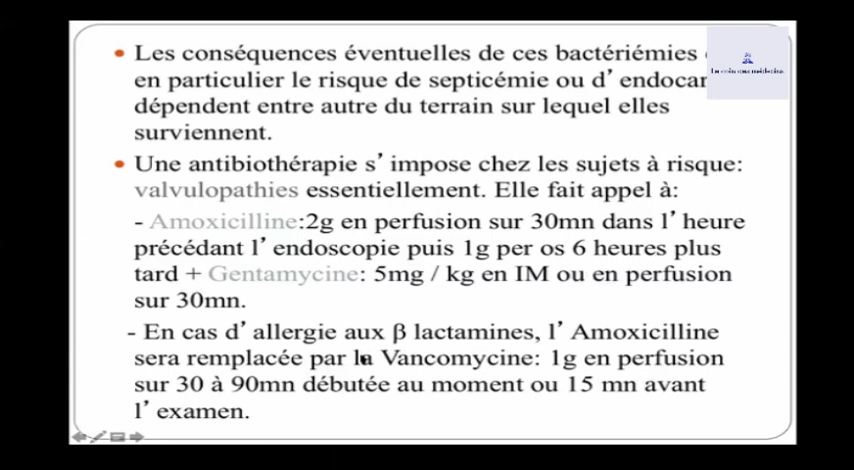 • Les conséquences éventuelles de ces bactériémies
en particulier le risque de septicémie ou d’
dépendent entre autre du terrain sur lequel elles
surviennent.
• Une antibiothérapie s’ impose chez les sujets à risque:
valvulopathies essentiellement. Elle fait appel à:
- Amoxicilline:2g en perfusion sur 30mn dans l’ heure
précédant l’ endoscopie puis 1g per os 6 heures plus
tard + Gentamycine: 5mg / kg en IM ou en perfusion
sur 30mn.
- En cas d’ allergie aux β lactamines, l’ Amoxicilline
sera remplacée par la Vancomycine: 1g en perfusion
sur 30 à 90mn débutée au moment ou 15 mn avant
l’ examen.